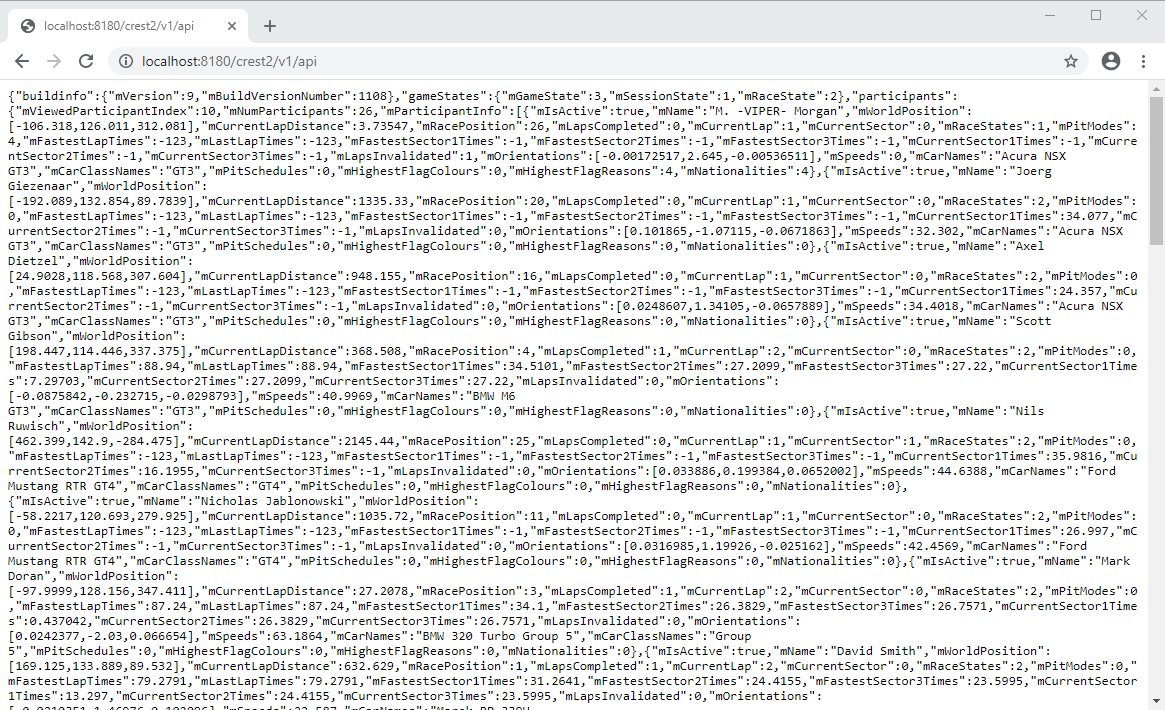 localhost:8180/crest2/v1/api
localhost:8180/crest2/v1/api
{"buildinfo":{"mVersion":9,"mBuildVersionNumber":1108},"gameStates":{"mGameState":3,"mSessionState":1,"mRaceState":2},"participants":
{"mViewedParticipantIndex":10,"mNumParticipants":26,"mParticipantInfo":[{"mIsActive":true,"mName":"M. -VIPER- Morgan","mWorldPosition":
[-106.318,126.011,312.081],"mCurrentLapDistance":3.73547,"mRacePosition":26,"mLapsCompleted":0,"mCurrentLap":1,"mCurrentSector":0,"mRaceStates":1,"mPitModes":
4,"mFastestLapTimes":-123,"mLastLapTimes":-123,"mFastestSector1Times":-1,"mFastestSector2Times":-1,"mFastestSector3Times":-1,"mCurrentSector1Times":-1,"mCurre
ntSector2Times":-1,"mCurrentSector3Times":-1,"mLapsInvalidated":1,"mOrientations":[-0.00172517,2.645,-0.00536511],"mSpeeds":0,"mCarNames":"Acura NSX
GT3","mCarClassNames":"GT3","mPitSchedules":0,"mHighestFlagColours":0,"mHighestFlagReasons":4,"mNationalities":4},{"mIsActive":true,"mName":"Joerg
Giezenaar","mWorldPosition":
[-192.089,132.854,89.7839],"mCurrentLapDistance":1335.33,"mRacePosition":20,"mLapsCompleted":0,"mCurrentLap":1,"mCurrentSector":0,"mRaceStates":2,"mPitModes":
0,"mFastestLapTimes":-123,"mLastLapTimes":-123,"mFastestSector1Times":-1,"mFastestSector2Times":-1,"mFastestSector3Times":-1,"mCurrentSector1Times":34.077,"mC
urrentSector2Times":-1,"mCurrentSector3Times":-1,"mLapsInvalidated":0,"mOrientations":[0.101865,-1.07115,-0.0671863],"mSpeeds":32.302,"mCarNames":"Acura NSX
GT3","mCarClassNames":"GT3","mPitSchedules":0,"mHighestFlagColours":0,"mHighestFlagReasons":0,"mNationalities":0},{"mIsActive":true,"mName":"Axel
Dietzel","mWorldPosition":
[24.9028,118.568,307.604],"mCurrentLapDistance":948.155,"mRacePosition":16,"mLapsCompleted":0,"mCurrentLap":1,"mCurrentSector":0,"mRaceStates":2,"mPitModes":0
,"mFastestLapTimes":-123,"mLastLapTimes":-123,"mFastestSector1Times":-1,"mFastestSector2Times":-1,"mFastestSector3Times":-1,"mCurrentSector1Times":24.357,"mCu
rrentSector2Times":-1,"mCurrentSector3Times":-1,"mLapsInvalidated":0,"mOrientations":[0.0248607,1.34105,-0.0657889],"mSpeeds":34.4018,"mCarNames":"Acura NSX
GT3","mCarClassNames":"GT3","mPitSchedules":0,"mHighestFlagColours":0,"mHighestFlagReasons":0,"mNationalities":0},{"mIsActive":true,"mName":"Scott
Gibson","mWorldPosition":
[198.447,114.446,337.375],"mCurrentLapDistance":368.508,"mRacePosition":4,"mLapsCompleted":1,"mCurrentLap":2,"mCurrentSector":0,"mRaceStates":2,"mPitModes":0,
"mFastestLapTimes":88.94,"mLastLapTimes":88.94,"mFastestSector1Times":34.5101,"mFastestSector2Times":27.2099,"mFastestSector3Times":27.22,"mCurrentSector1Time
s":7.29703,"mCurrentSector2Times":27.2099,"mCurrentSector3Times":27.22,"mLapsInvalidated":0,"mOrientations":
[-0.0875842,-0.232715,-0.0298793],"mSpeeds":40.9969,"mCarNames":"BMW M6
GT3","mCarClassNames":"GT3","mPitSchedules":0,"mHighestFlagColours":0,"mHighestFlagReasons":0,"mNationalities":0},{"mIsActive":true,"mName":"Nils
Ruwisch","mWorldPosition":
[462.399,142.9,-284.475],"mCurrentLapDistance":2145.44,"mRacePosition":25,"mLapsCompleted":0,"mCurrentLap":1,"mCurrentSector":1,"mRaceStates":2,"mPitModes":0,
"mFastestLapTimes":-123,"mLastLapTimes":-123,"mFastestSector1Times":-1,"mFastestSector2Times":-1,"mFastestSector3Times":-1,"mCurrentSector1Times":35.9816,"mCu
rrentSector2Times":16.1955,"mCurrentSector3Times":-1,"mLapsInvalidated":0,"mOrientations":[0.033886,0.199384,0.0652002],"mSpeeds":44.6388,"mCarNames":"Ford
Mustang RTR GT4","mCarClassNames":"GT4","mPitSchedules":0,"mHighestFlagColours":0,"mHighestFlagReasons":0,"mNationalities":0},
{"mIsActive":true,"mName":"Nicholas Jablonowski","mWorldPosition":
[-58.2217,120.693,279.925],"mCurrentLapDistance":1035.72,"mRacePosition":11,"mLapsCompleted":0,"mCurrentLap":1,"mCurrentSector":0,"mRaceStates":2,"mPitModes":
0,"mFastestLapTimes":-123,"mLastLapTimes":-123,"mFastestSector1Times":-1,"mFastestSector2Times":-1,"mFastestSector3Times":-1,"mCurrentSector1Times":26.997,"mC
urrentSector2Times":-1,"mCurrentSector3Times":-1,"mLapsInvalidated":0,"mOrientations":[0.0316985,1.19926,-0.025162],"mSpeeds":42.4569,"mCarNames":"Ford
Mustang RTR GT4","mCarClassNames":"GT4","mPitSchedules":0,"mHighestFlagColours":0,"mHighestFlagReasons":0,"mNationalities":0},{"mIsActive":true,"mName":"Mark
Doran","mWorldPosition":
[-97.9999,128.156,347.411],"mCurrentLapDistance":27.2078,"mRacePosition":3,"mLapsCompleted":1,"mCurrentLap":2,"mCurrentSector":0,"mRaceStates":2,"mPitModes":0
,"mFastestLapTimes":87.24,"mLastLapTimes":87.24,"mFastestSector1Times":34.1,"mFastestSector2Times":26.3829,"mFastestSector3Times":26.7571,"mCurrentSector1Time
s":0.437042,"mCurrentSector2Times":26.3829,"mCurrentSector3Times":26.7571,"mLapsInvalidated":0,"mOrientations":
[0.0242377,-2.03,0.066654],"mSpeeds":63.1864,"mCarNames":"BMW 320 Turbo Group 5","mCarClassNames":"Group
5","mPitSchedules":0,"mHighestFlagColours":0,"mHighestFlagReasons":0,"mNationalities":0},{"mIsActive":true,"mName":"David Smith","mWorldPosition":
[169.125,133.889,89.532],"mCurrentLapDistance":632.629,"mRacePosition":1,"mLapsCompleted":1,"mCurrentLap":2,"mCurrentSector":0,"mRaceStates":2,"mPitModes":0,"
mFastestLapTimes":79.2791,"mLastLapTimes":79.2791,"mFastestSector1Times":31.2641,"mFastestSector2Times":24.4155,"mFastestSector3Times":23.5995,"mCurrentSector
1Times":13.297,"mCurrentSector2Times":24.4155,"mCurrentSector3Times":23.5995,"mLapsInvalidated":0,"mOrientations":